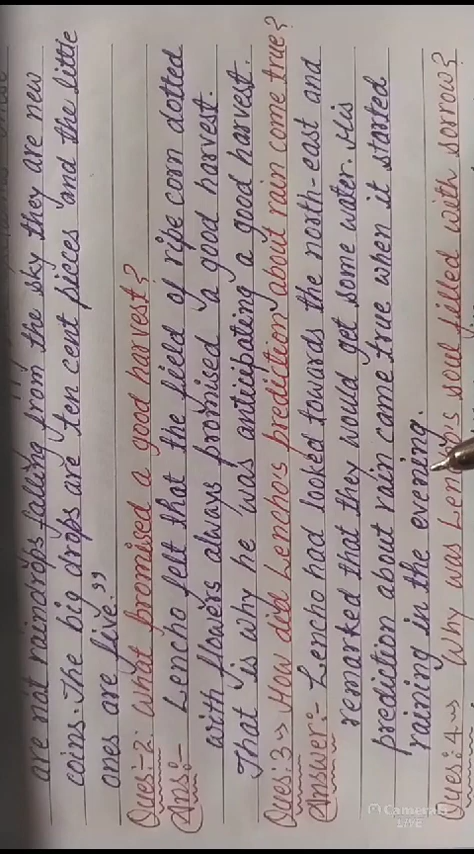 are not raindrops falling from the sky they are new
coins. The big drops are ten cent pieces and the little
ones are five”
Ques:-2: What promised a good harvest?
Ans:- Lencho felt that the field of ripe corn dotted
with flowers always promised a good harvest.
That is why he was anticipating a good harvest.
Ques:3→ How did Lencho's prediction about rain come true?
Answer:- Lencho had looked towards the north-east and
remarked that they would get some water. His
prediction about rain came true when it started
raining in the evening.
Ques:4→ Why was Lencho's soul filled with sorrow?
Camera
LIVE